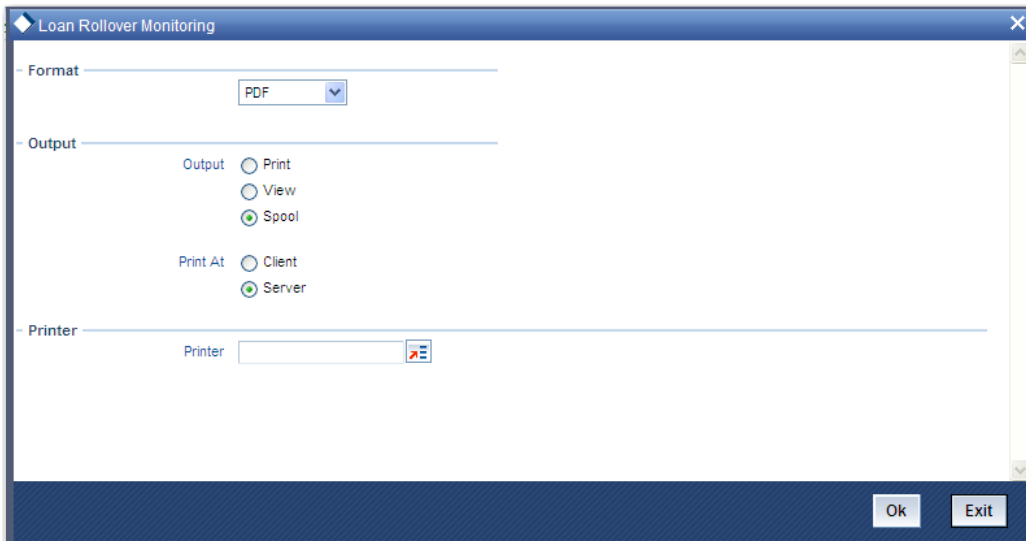 Loan Rollover Monitoring
Format
PDF
Output
Output Print
View
Spool
Print At Client
Server
Printer
Printer
Ok Exit